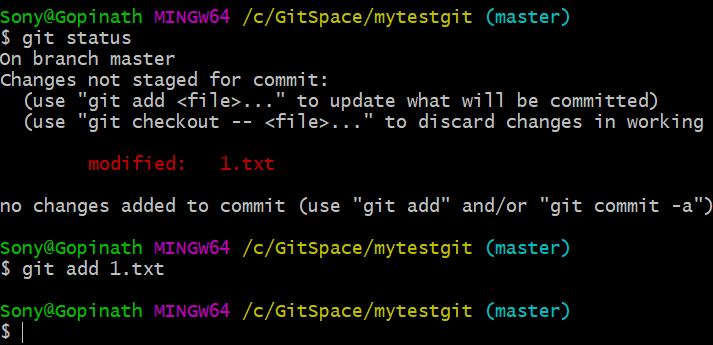 Sony@Gopinath MINGW64 /c/GitSpace/mytestgit (master)
$ git status
On branch master
Changes not staged for commit:
  (use "git add <file>..." to update what will be committed)
  (use "git checkout -- <file>..." to discard changes in working

        modified:   1.txt

no changes added to commit (use "git add" and/or "git commit -a")

Sony@Gopinath MINGW64 /c/GitSpace/mytestgit (master)
$ git add 1.txt

Sony@Gopinath MINGW64 /c/GitSpace/mytestgit (master)
$